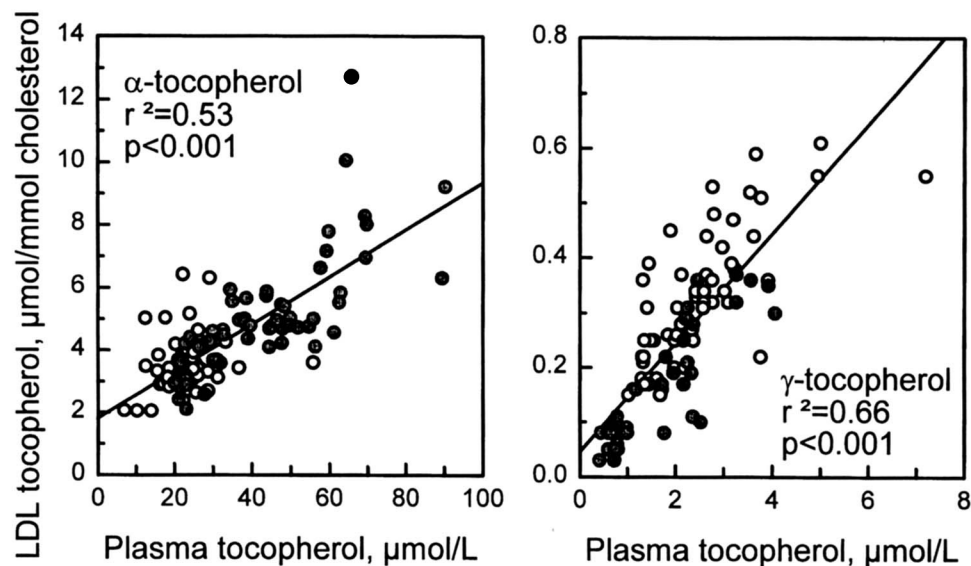 LDL tocopherol, µmol/mmol cholesterol
14
12
10
8
6
4
2
0
α-tocopherol
r ²=0.53
p<0.001
0 20 40 60 80 100
Plasma tocopherol, µmol/L
0.8
0.6
0.4
0.2
0.0
γ-tocopherol
r ²=0.66
p<0.001
0 2 4 6 8
Plasma tocopherol, µmol/L